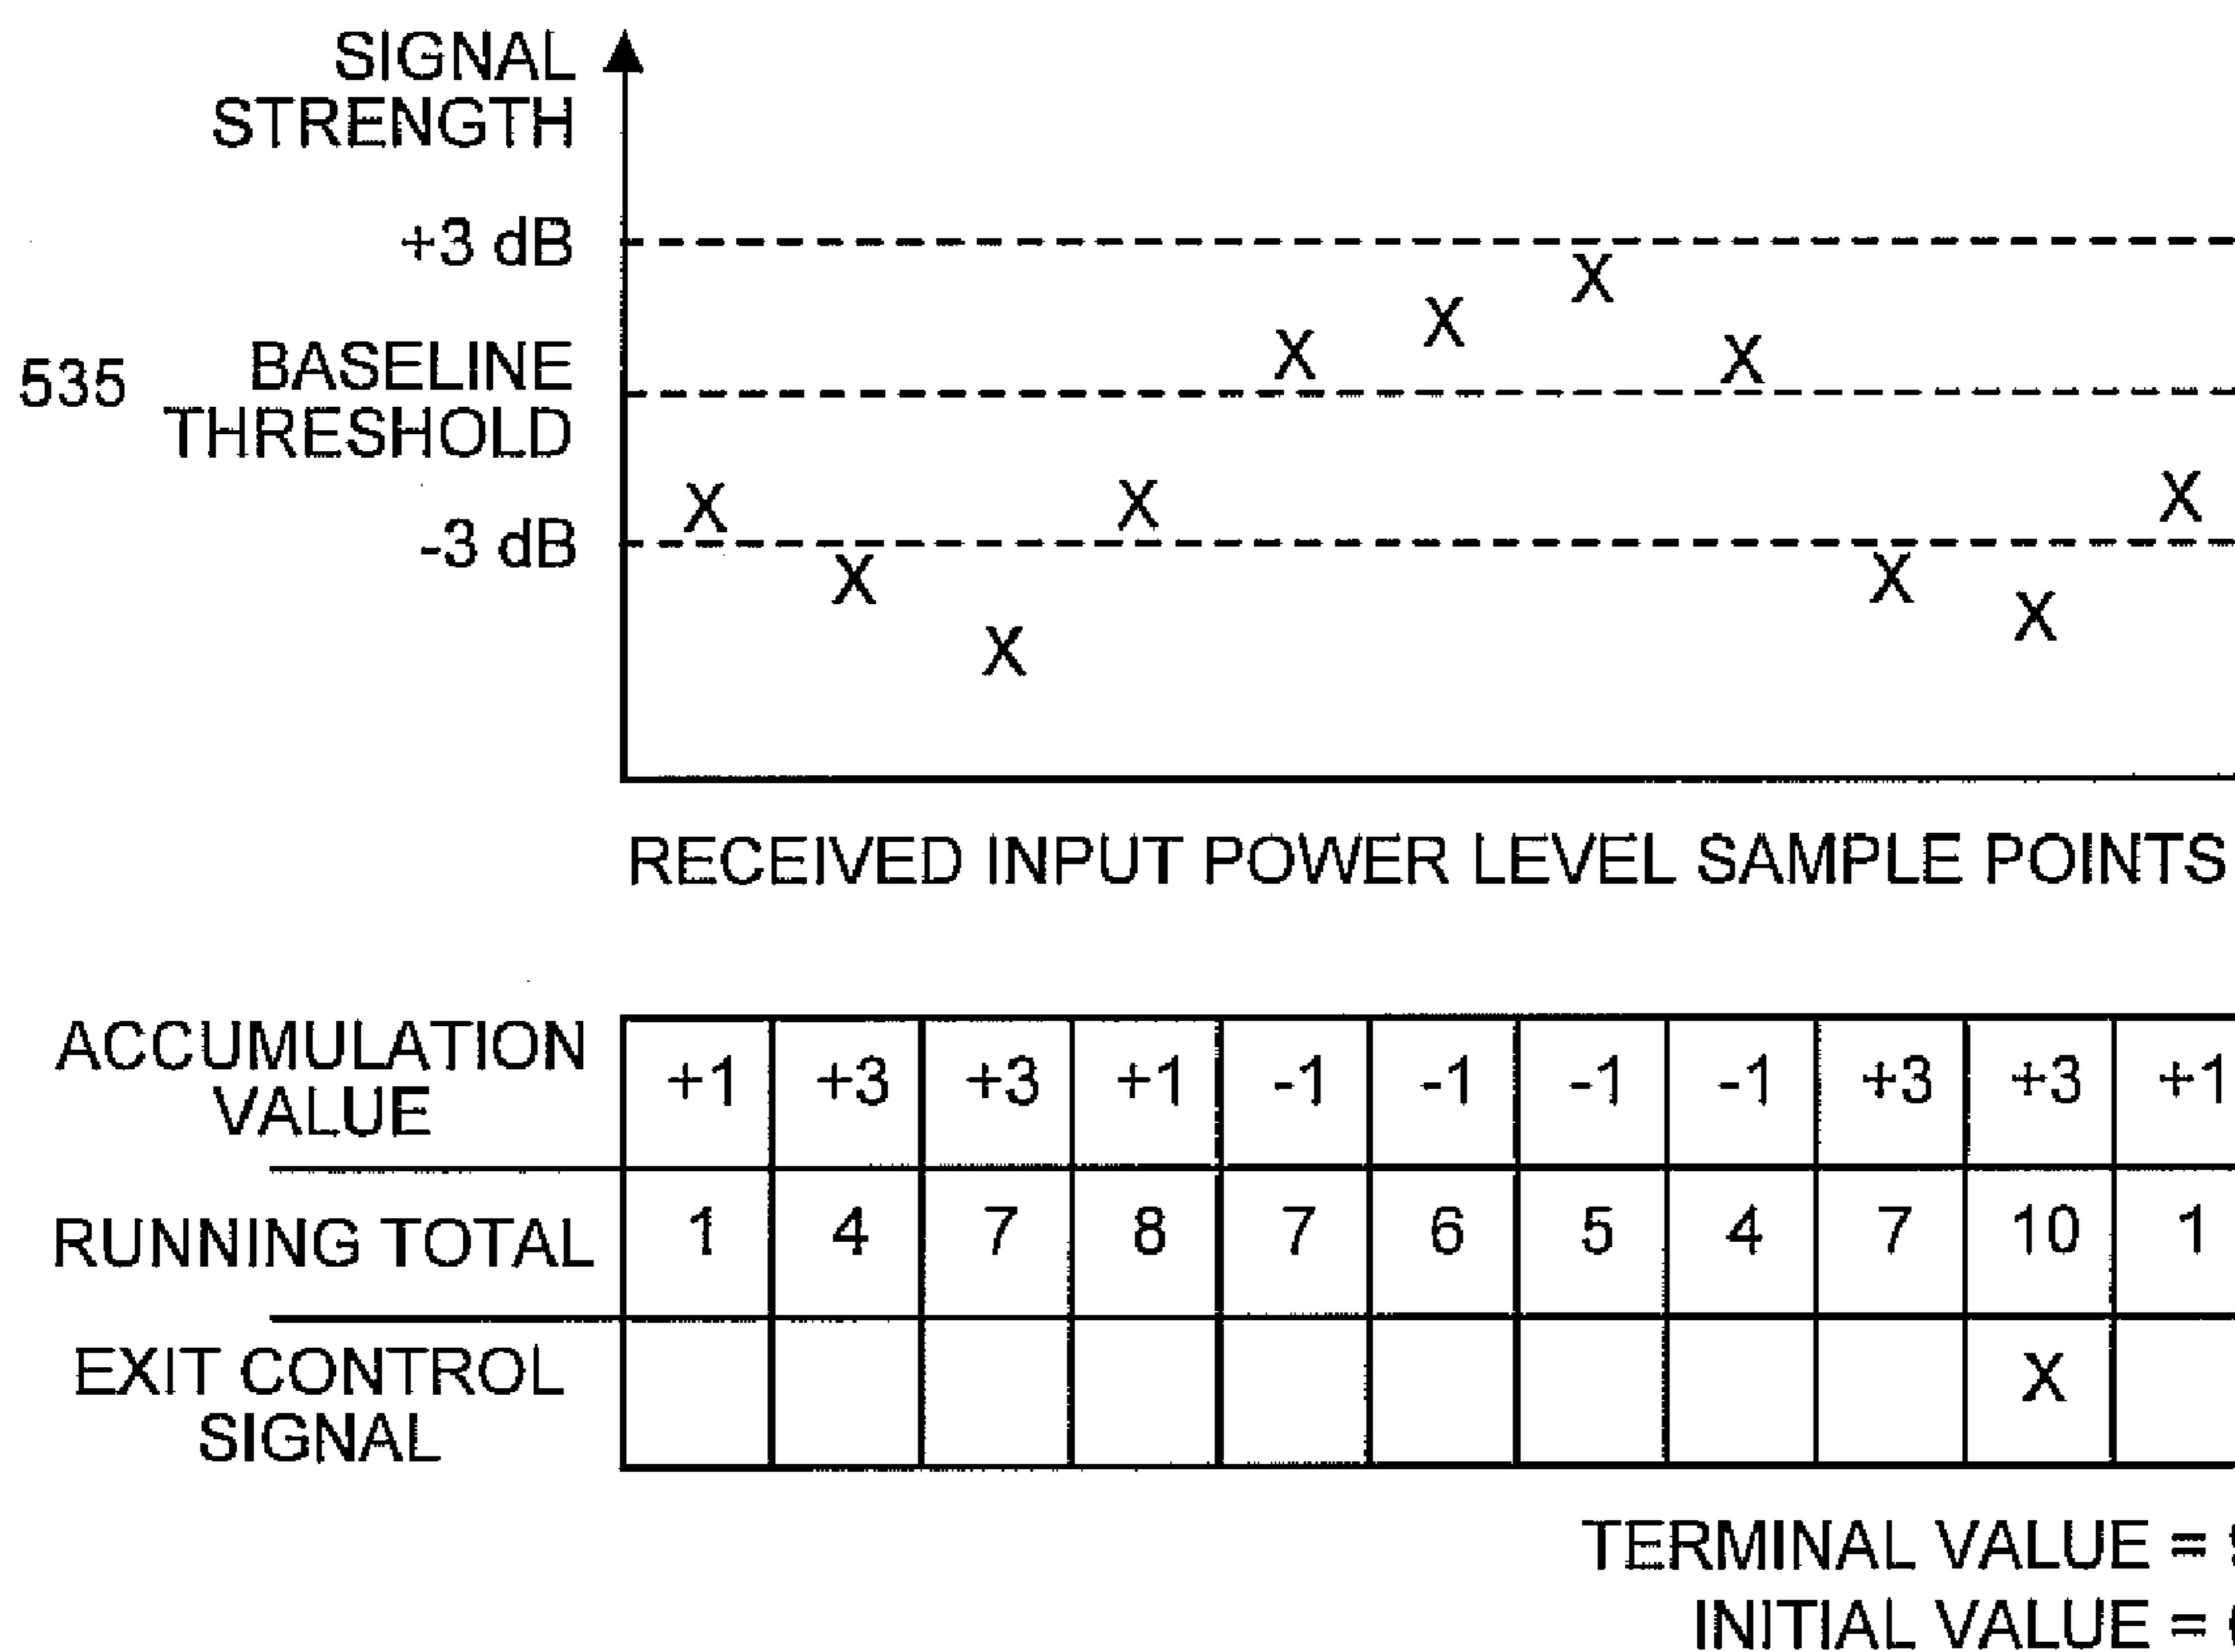 SIGNAL
STRENGTH
+3 dB
535 BASELINE
THRESHOLD
-3 dB
X X X X X X X X X X X
RECEIVED INPUT POWER LEVEL SAMPLE POINTS
ACCUMULATION
VALUE
+1 +3 +3 +1 -1 -1 -1 -1 +3 +3 +1
RUNNING TOTAL 1 4 7 8 7 6 5 4 7 10 1
EXIT CONTROL
SIGNAL
X
TERMINAL VALUE =
INITIAL VALUE =